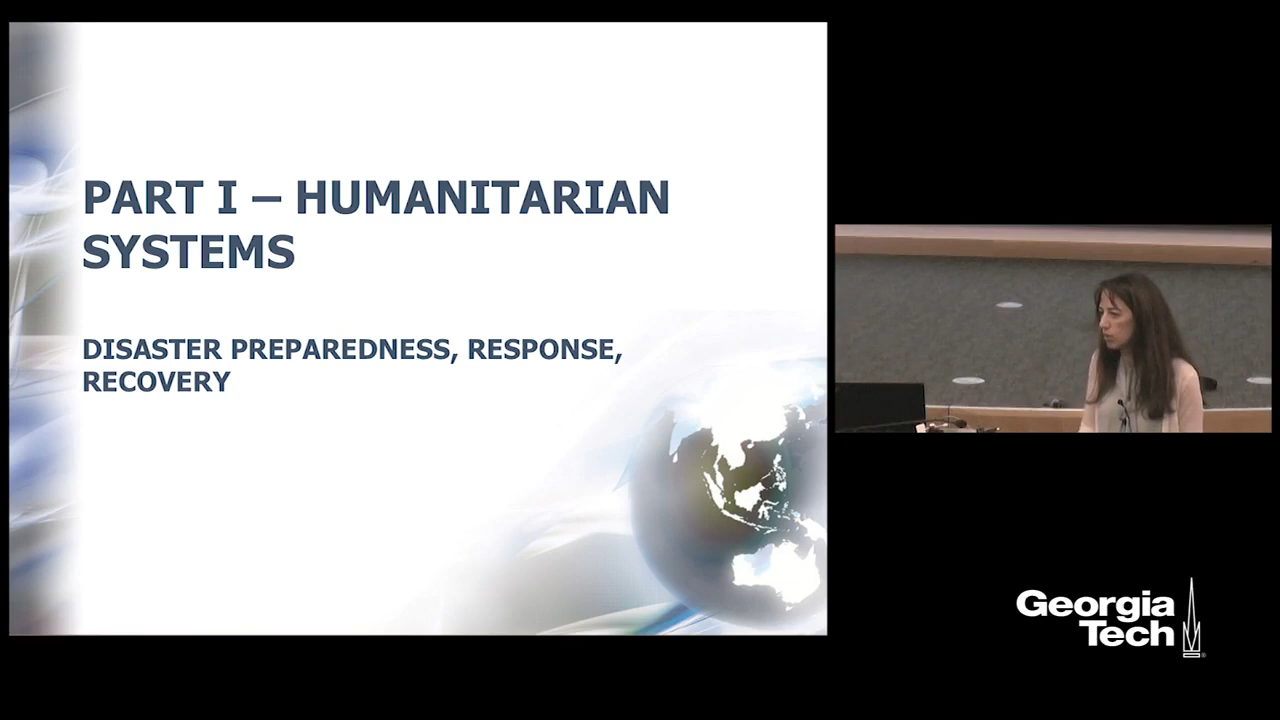 PART I – HUMANITARIAN
SYSTEMS
DISASTER PREPAREDNESS, RESPONSE,
RECOVERY
Georgia
Tech